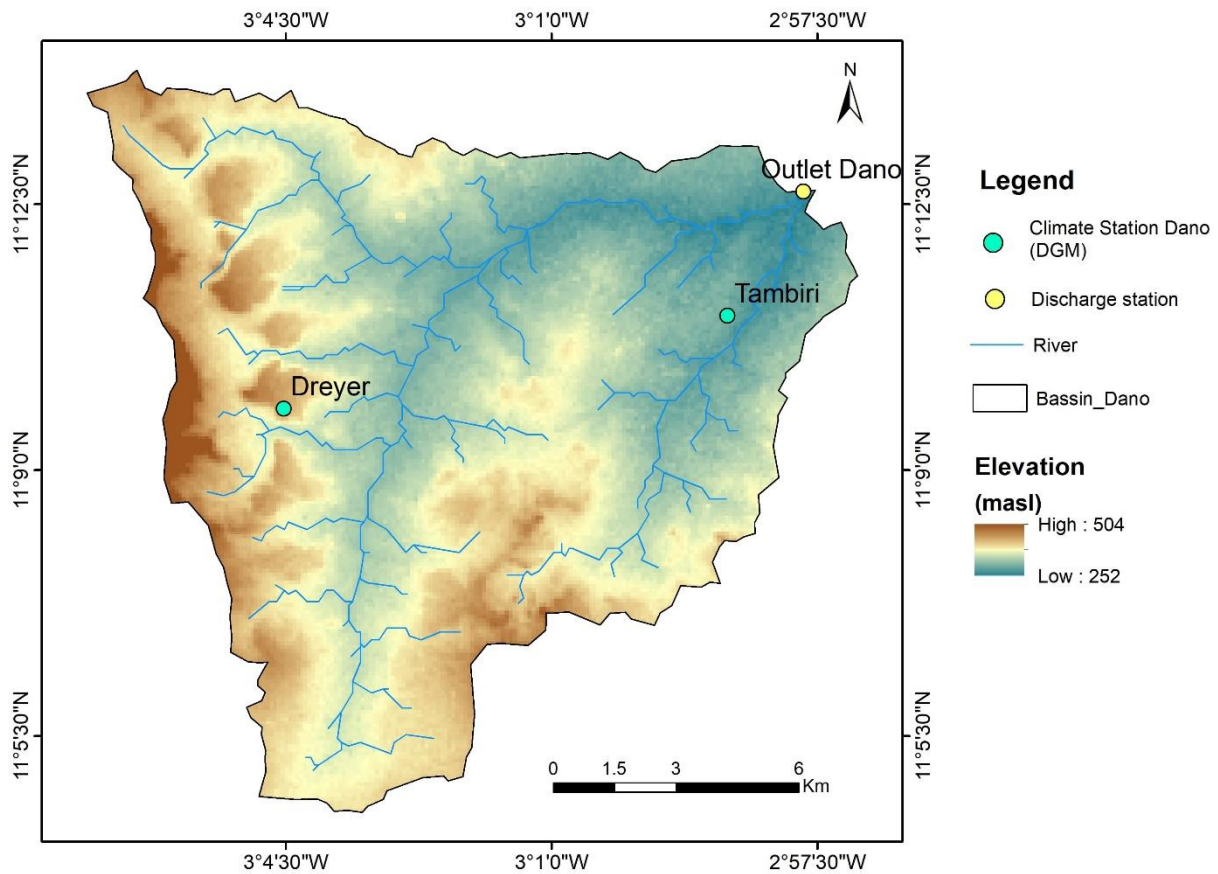 3°4'30"W 3°1'0"W 2°57'30"W
N
Outlet Dano
11°12'30"N 11°12'30"N
Tambiri
Dreyer
11°9'0"N 11°9'0"N
11°5'30"N 11°5'30"N
0 1.5 3 6
Km
3°4'30"W 3°1'0"W 2°57'30"W
Legend
Climate Station Dano
(DGM)
Discharge station
River
Bassin_Dano
Elevation
(masl)
High : 504
Low : 252